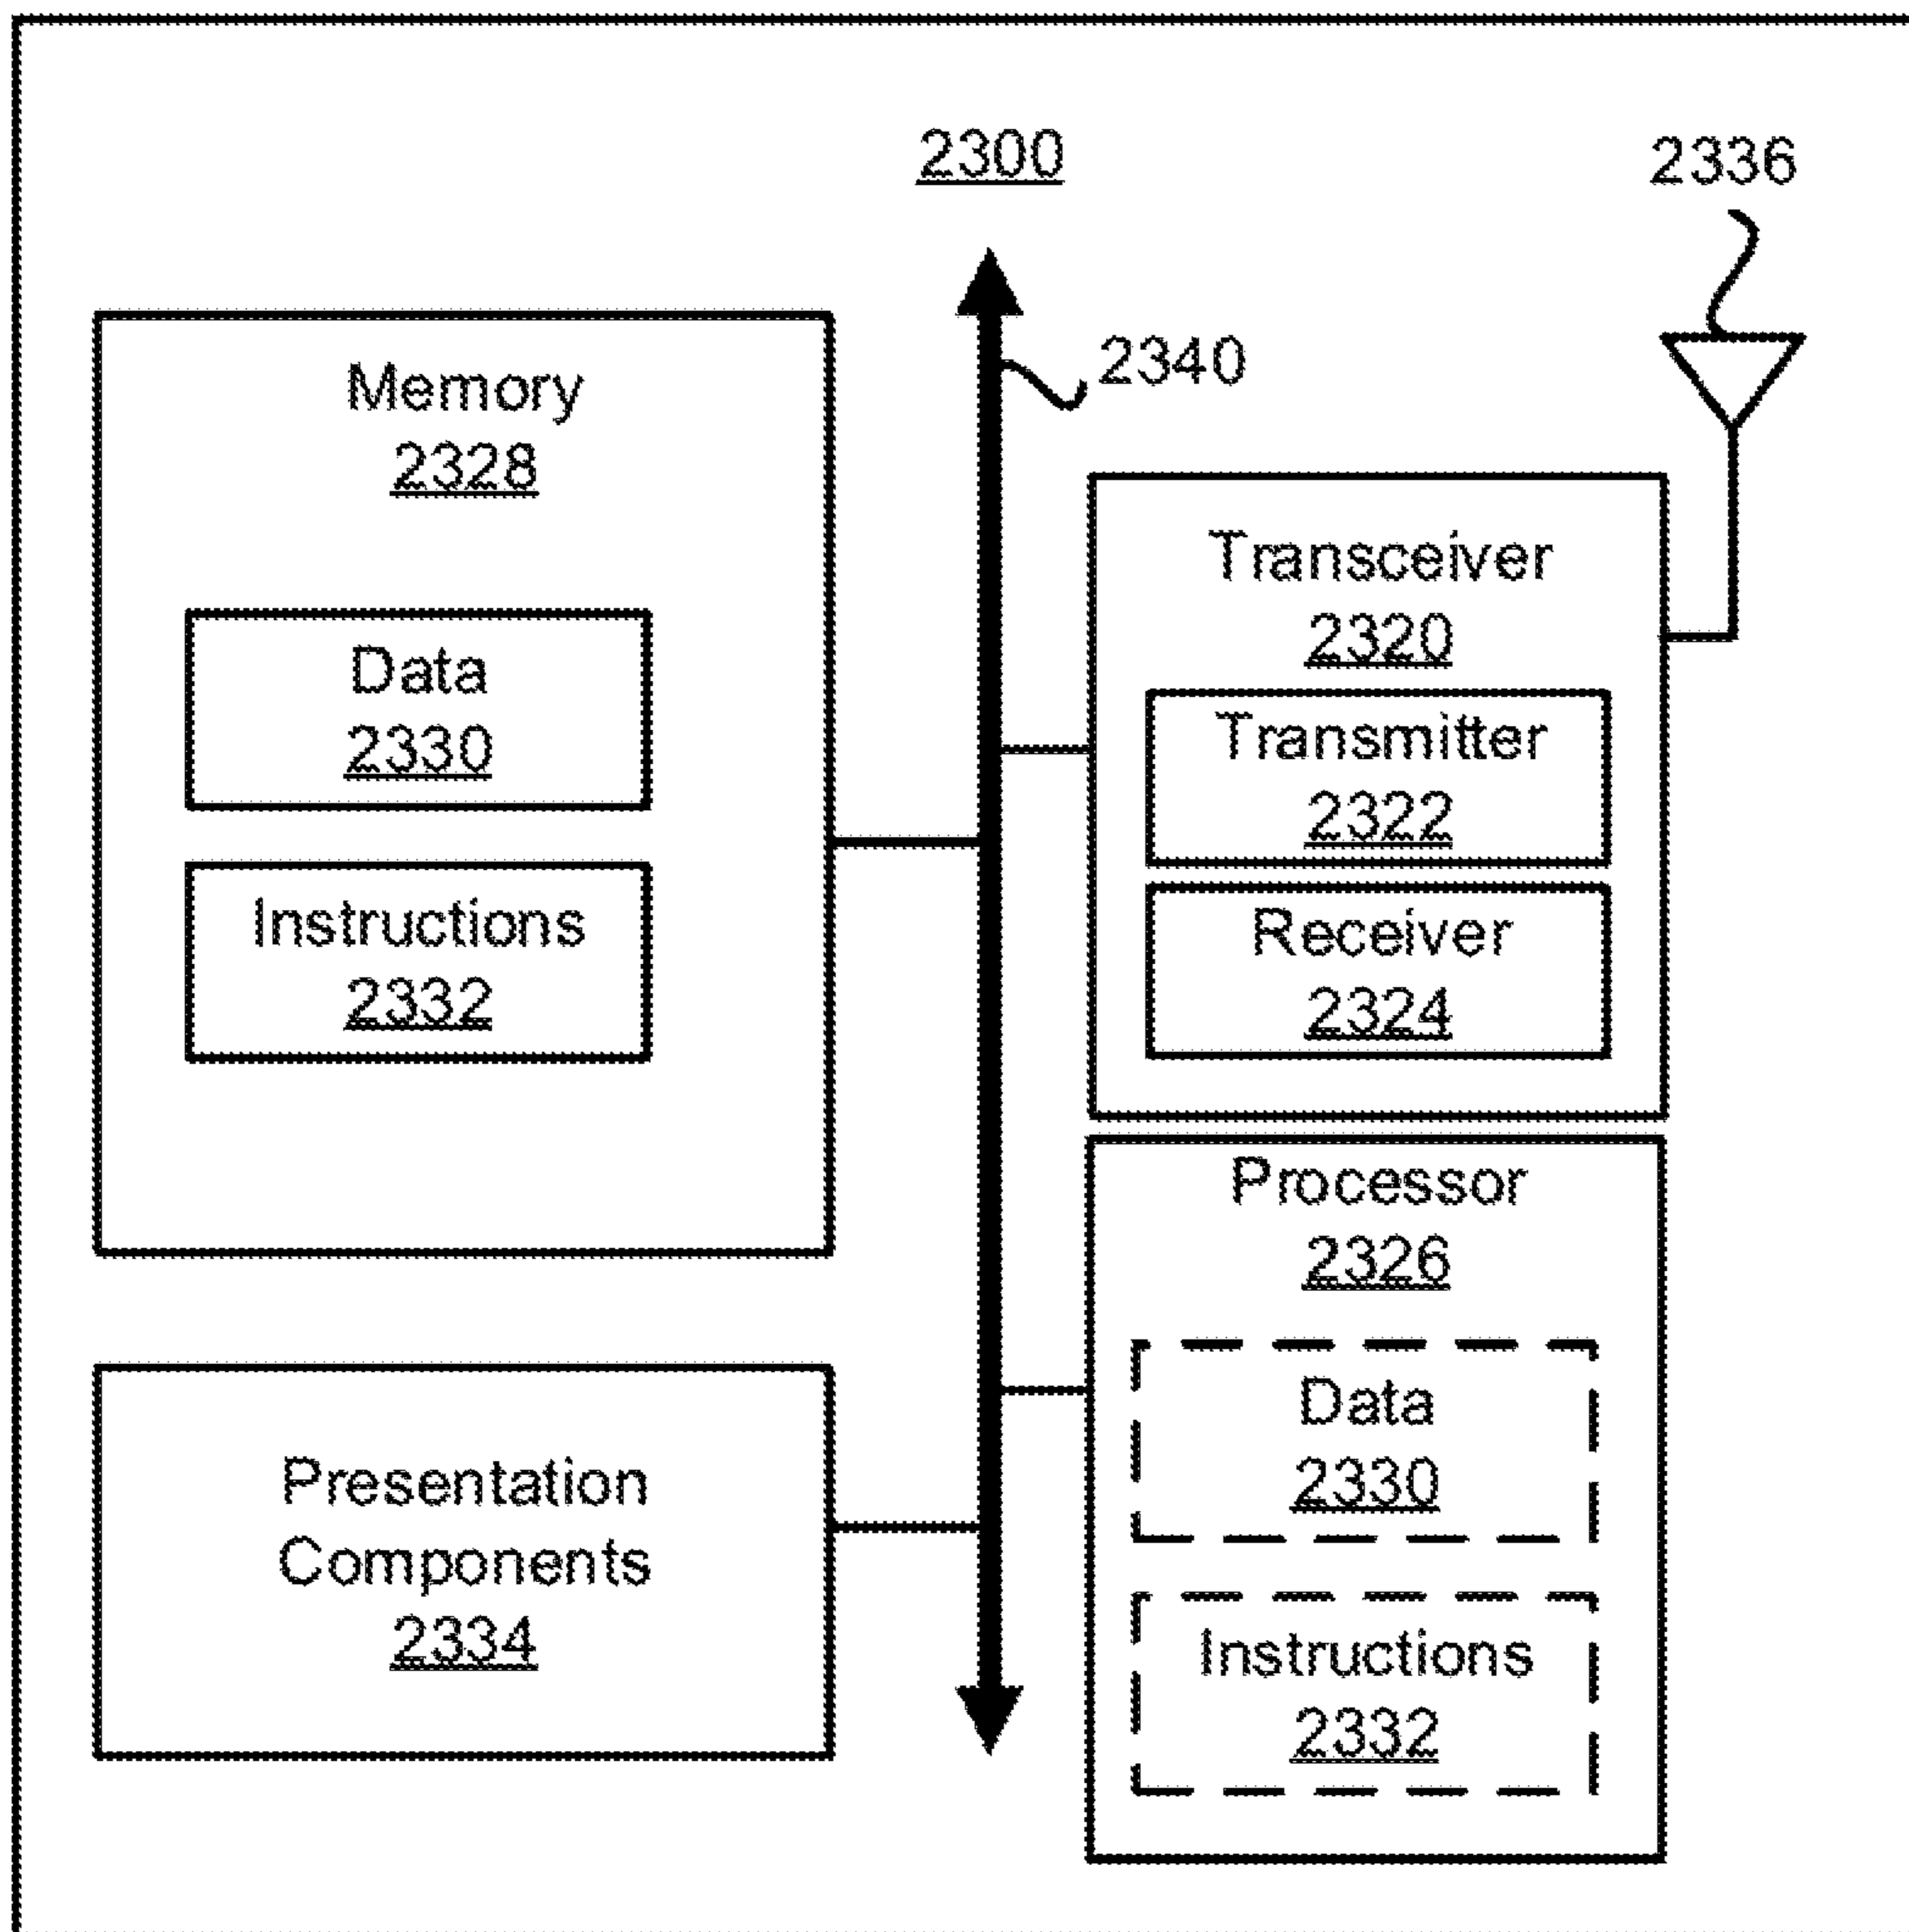 2300
2336
2340
Memory
2328
Data
2330
Instructions
2332
Transceiver
2320
Transmitter
2322
Receiver
2324
Processor
2326
Data
2330
Instructions
2332
Presentation
Components
2334